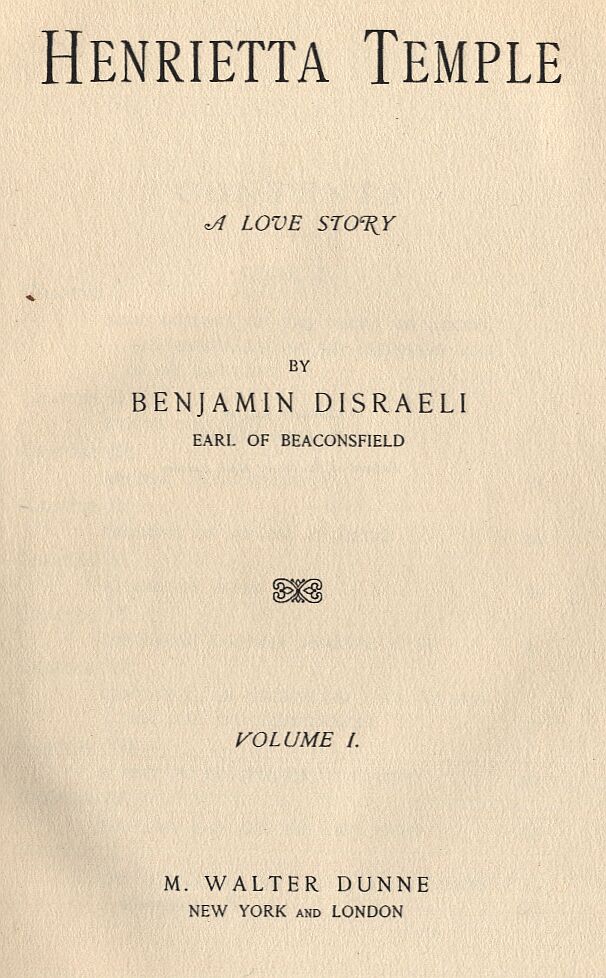 HENRIETTA TEMPLE
A LOVE STORY
BY
BENJAMIN DISRAELI
EARL OF BEACONSFIELD
VOLUME I.
M. WALTER DUNNE
NEW YORK AND LONDON